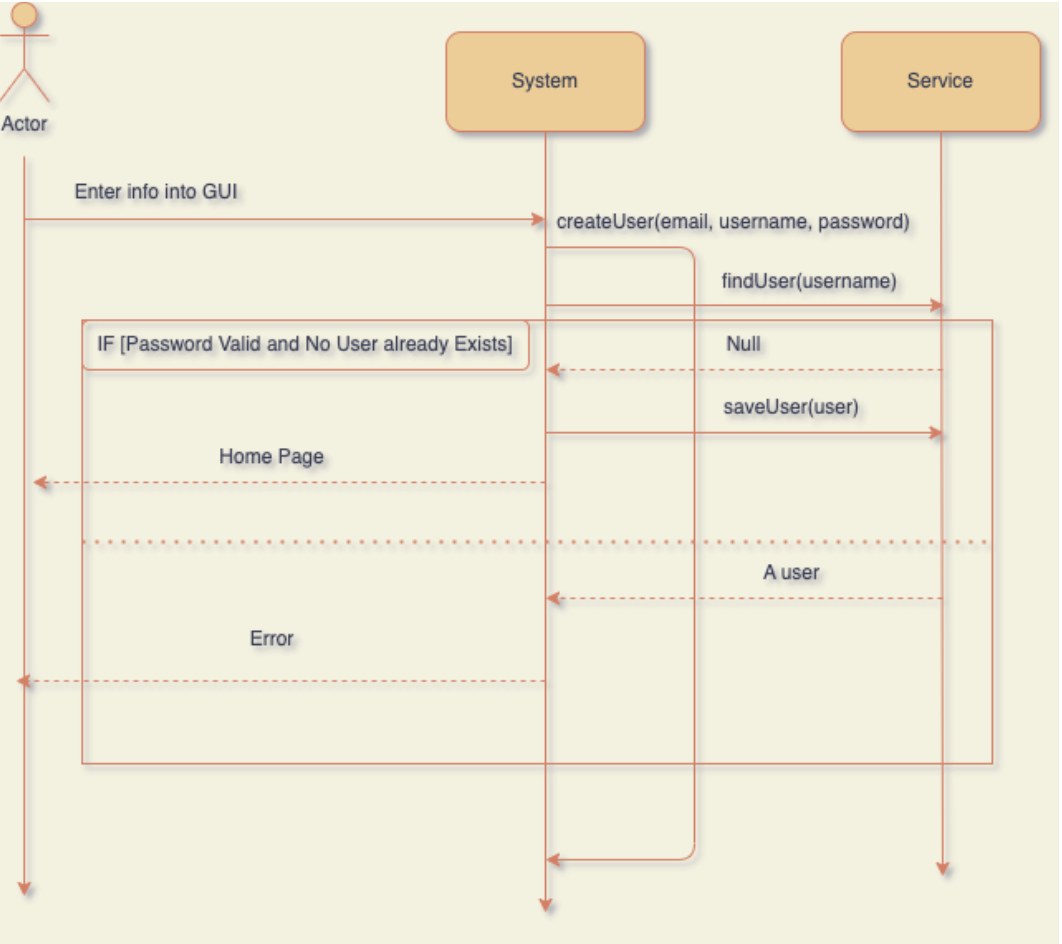 System
Service
Actor
Enter info into GUI
createUser(email, username, password)
findUser(username)
IF [Password Valid and No User already Exists]
Null
saveUser(user)
Home Page
A user
Error